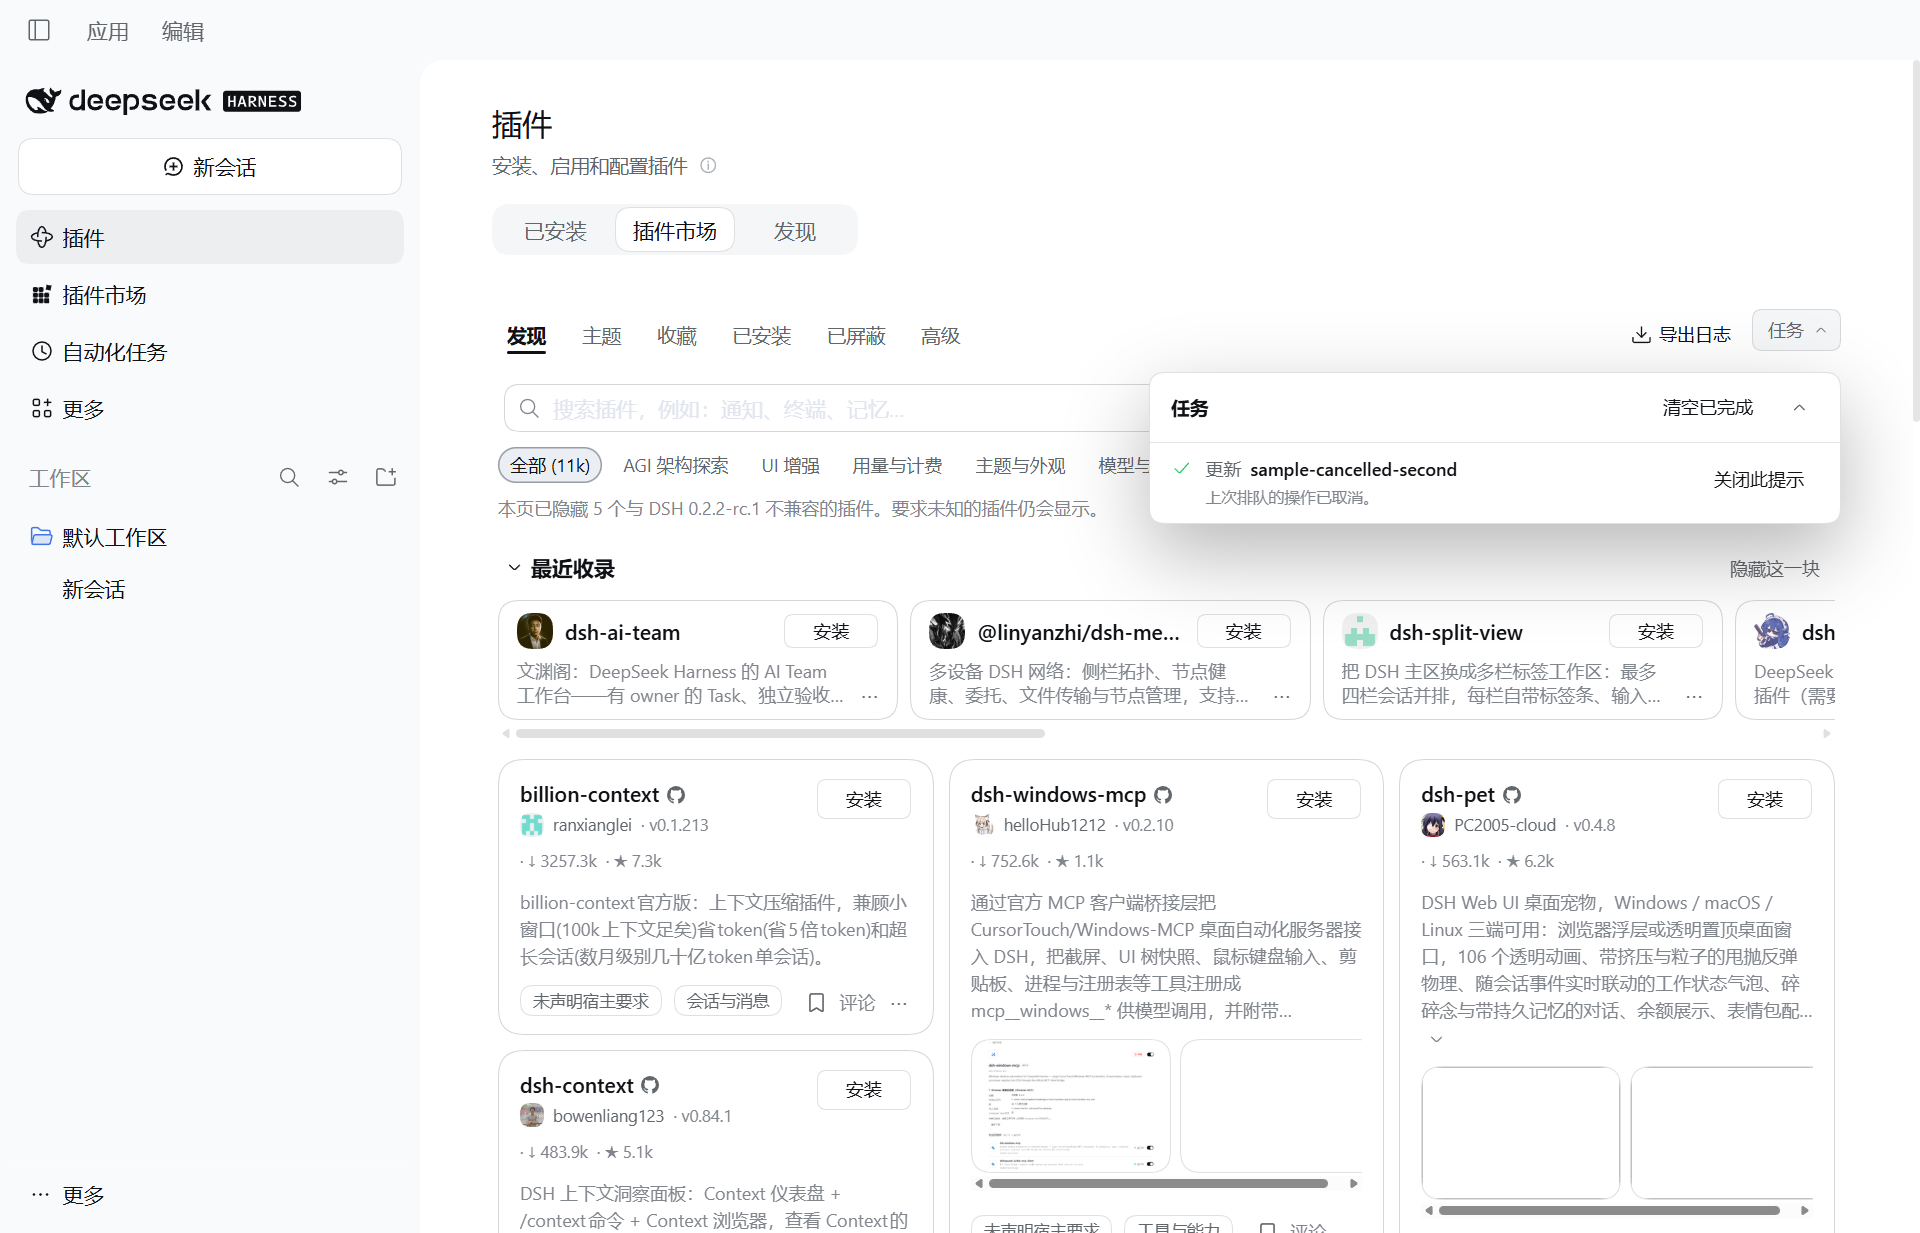 应用 编辑
deepseek HARNESS
新会话
插件
插件市场
自动化任务
更多
工作区
默认工作区
新会话
更多
插件
安装、启用和配置插件
已安装 插件市场 发现
发现 主题 收藏 已安装 已屏蔽 高级
导出日志
任务
搜索插件，例如：通知、终端、记忆...
任务
清空已完成
更新 sample-cancelled-second
上次排队的操作已取消。
关闭此提示
全部 (11k) AGI 架构探索 UI 增强 用量与计费 主题与外观 模型与
本页已隐藏 5 个与 DSH 0.2.2-rc.1 不兼容的插件。要求未知的插件仍会显示。
最近收录
隐藏这一块
dsh-ai-team
安装
文渊阁：DeepSeek Harness 的 AI Team
工作台——有 owner 的 Task、独立验收...
@linyanzhi/dsh-me...
安装
多设备 DSH 网络：侧栏拓扑、节点健
康、委托、文件传输与节点管理，支持...
dsh-split-view
安装
把 DSH 主区换成多栏标签工作区：最多
四栏会话并排，每栏自带标签条、输入...
dsh
DeepSeek
插件（需要
billion-context
安装
ranxianglei · v0.1.213
· ↓ 3257.3k · ★ 7.3k
billion-context官方版：上下文压缩插件，兼顾小
窗口(100k上下文足矣)省token(省5倍token)和超
长会话(数月级别几十亿token单会话)。
未声明宿主要求 会话与消息 评论 ...
dsh-context
安装
bowenliang123 · v0.84.1
· ↓ 483.9k · ★ 5.1k
DSH 上下文洞察面板：Context 仪表盘 +
/context命令 + Context 浏览器，查看 Context的
dsh-windows-mcp
安装
helloHub1212 · v0.2.10
· ↓ 752.6k · ★ 1.1k
通过官方 MCP 客户端桥接层把
CursorTouch/Windows-MCP 桌面自动化服务器接
入 DSH，把截屏、UI 树快照、鼠标键盘输入、剪
贴板、进程与注册表等工具注册成
mcp__windows__* 供模型调用，并附带...
未声明宿主要求 工具与能力 评论
dsh-pet
安装
PC2005-cloud · v0.4.8
· ↓ 563.1k · ★ 6.2k
DSH Web UI 桌面宠物，Windows / macOS /
Linux 三端可用：浏览器浮层或透明置顶桌面窗
口，106 个透明动画、带挤压与粒子的甩抛反弹
物理、随会话事件实时联动的工作状态气泡、碎
碎念与带持久记忆的对话、余额展示、表情包配...